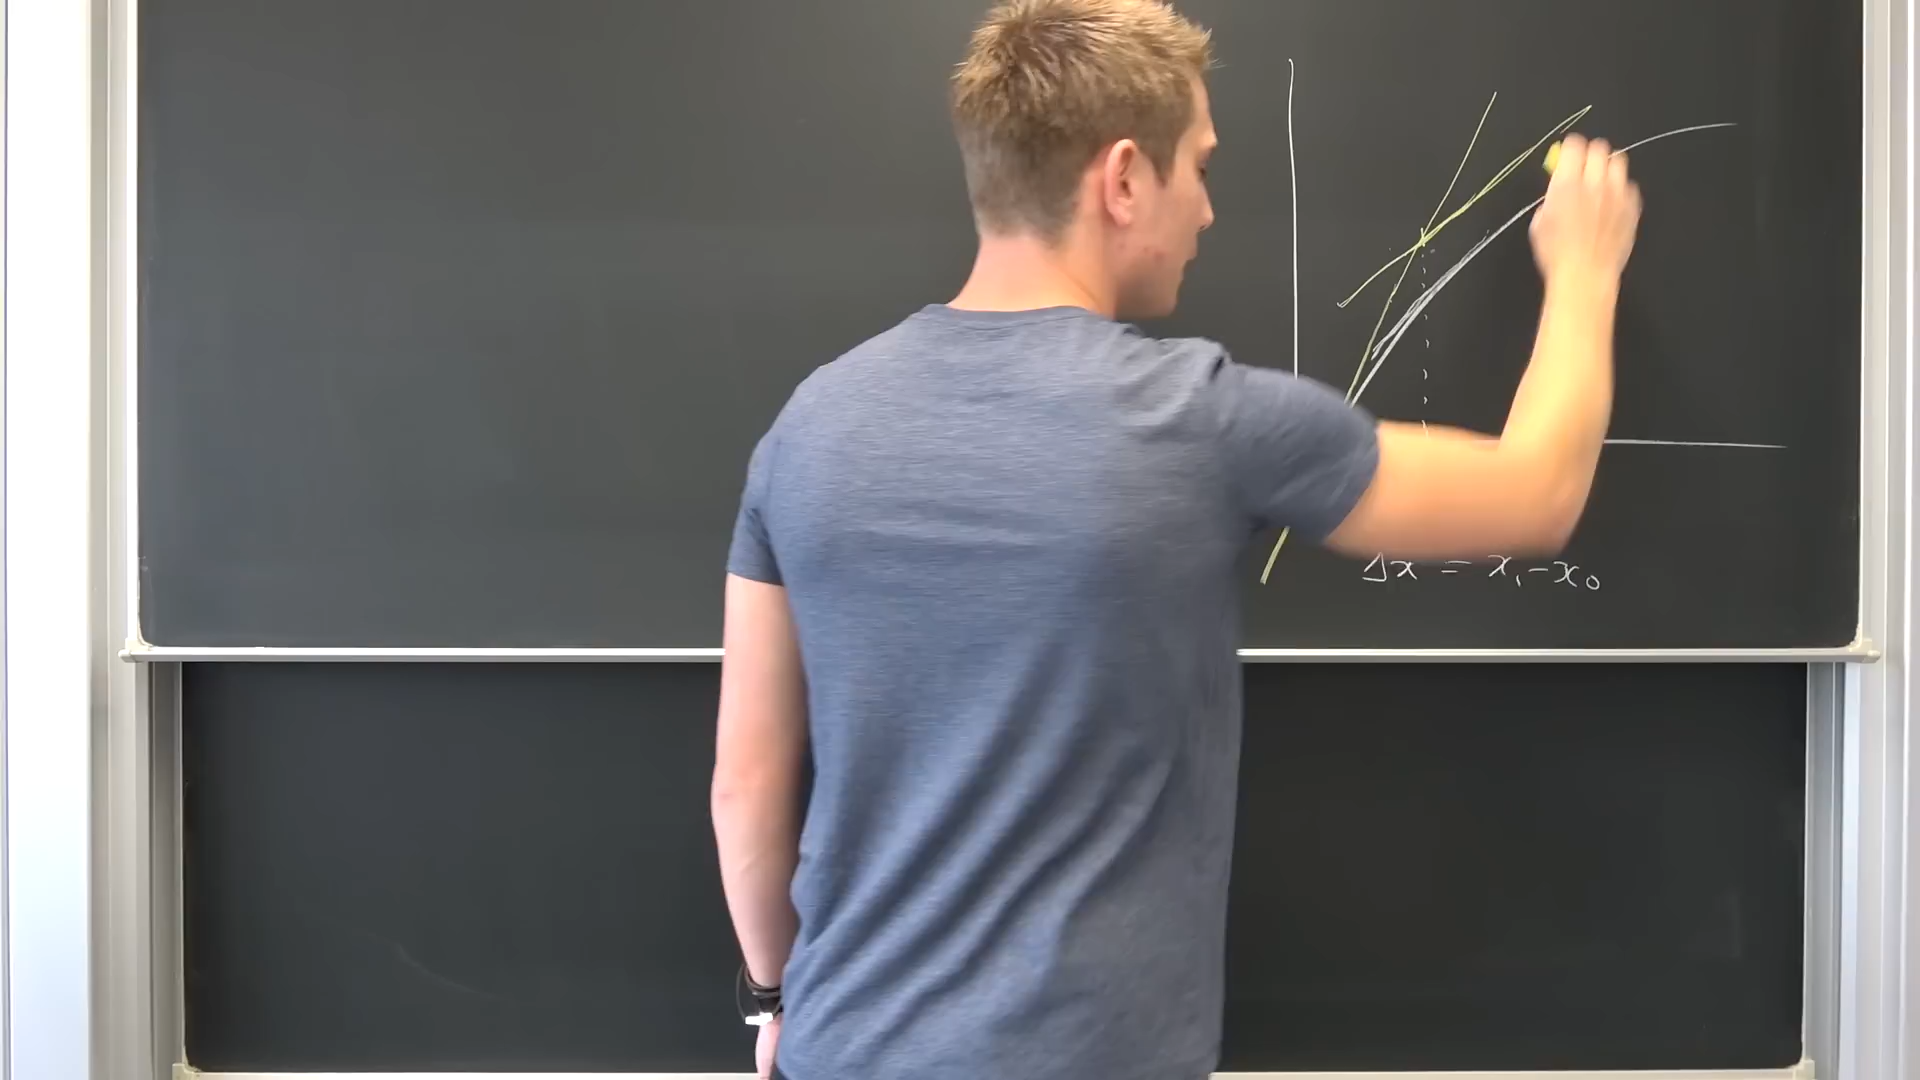 Δx = x₁-x₀